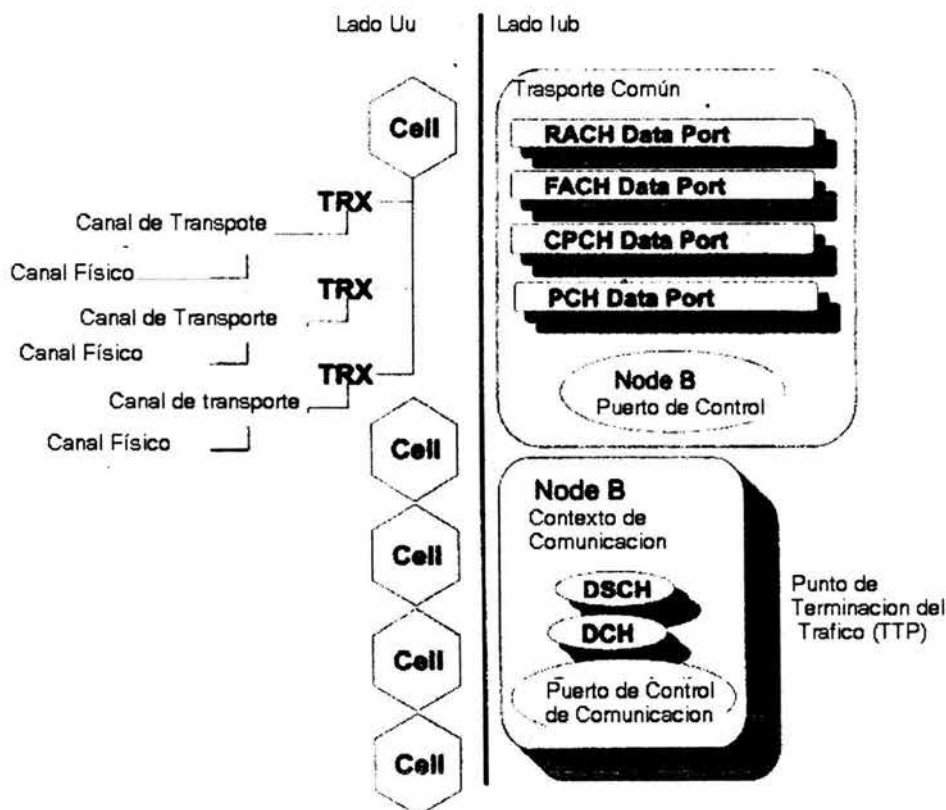 Lado Uu
Lado Iub
Cell
TRX
Canal de Transpote
Canal Físico
TRX
Canal de Transporte
Canal Físico
TRX
Canal de transporte
Canal Físico
Cell
Cell
Cell
Cell
Trasporte Común
RACH Data Port
FACH Data Port
CPCH Data Port
PCH Data Port
Node B
Puerto de Control
Node B
Contexto de
Comunicacion
DSCH
DCH
Puerto de Control
de Comunicacion
Punto de
Terminacion del
Trafico (TTP)